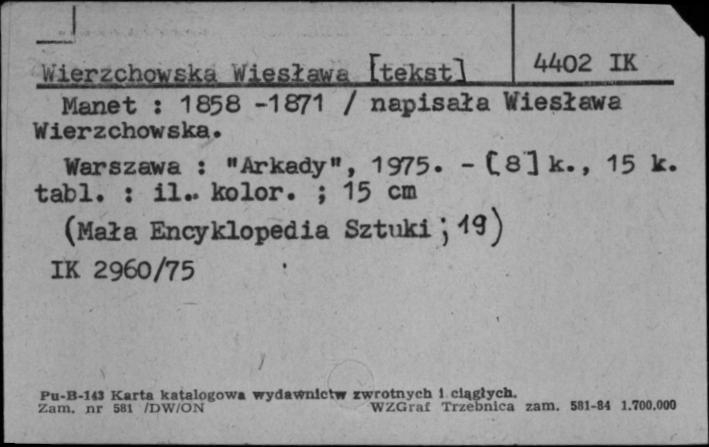 Wierzchowska Wiesława [tekst]
4402 IK
Manet : 1858 -1871 / napisała Wiesława
Wierzchowska.
Warszawa : "Arkady", 1975. - [8] k., 15 k.
tabl. : il.. kolor. ; 15 cm
(Mała Encyklopedia Sztuki ; 19)
IK 2960/75
Pu-B-143 Karta katalogowa wydawnictw zwrotnych i ciągłych.
Zam. nr 581 /DW/ON WZGraf Trzebnica zam. 581-84 1.700.000